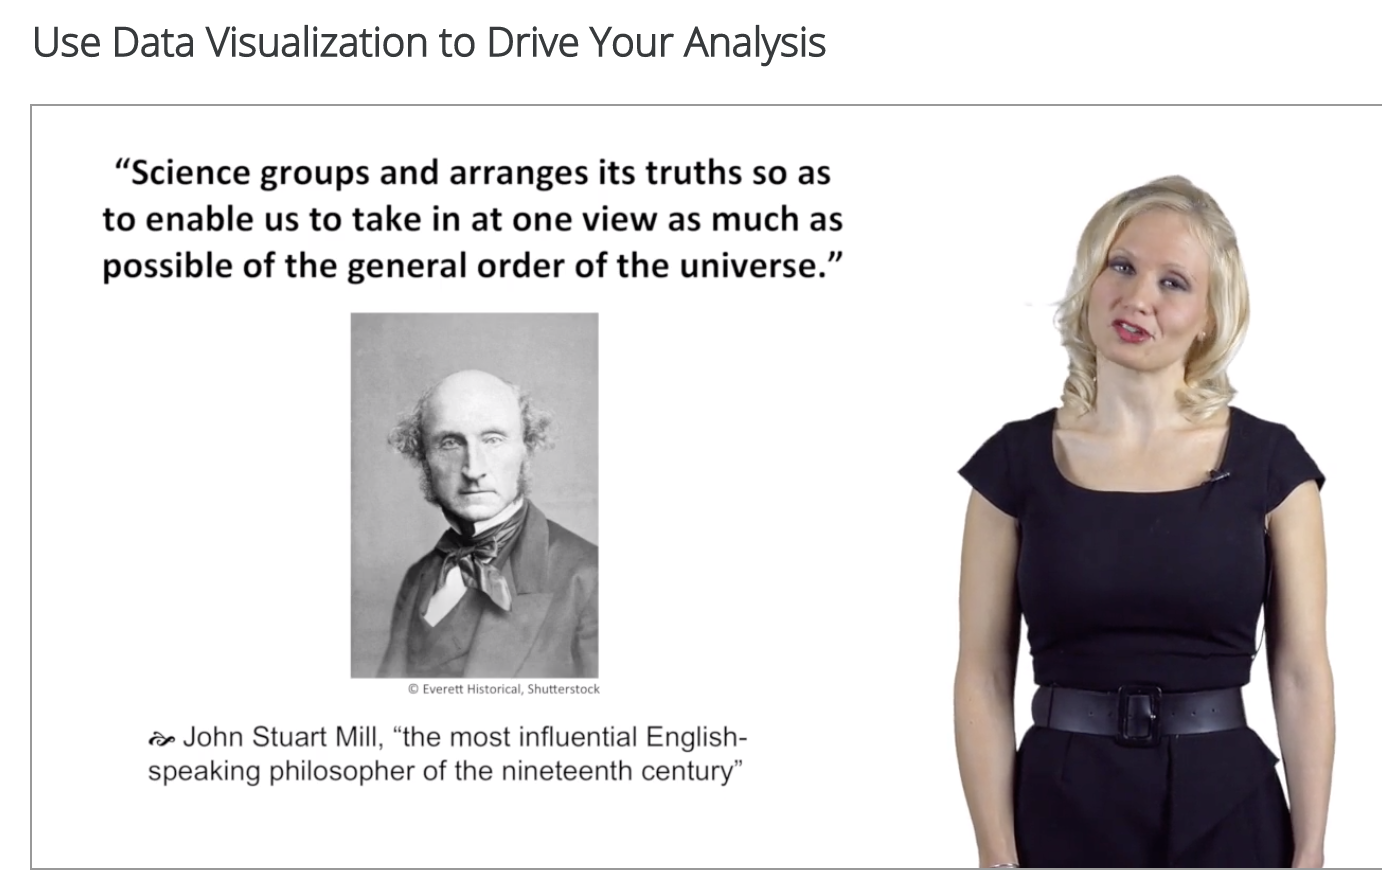 Use Data Visualization to Drive Your Analysis
“Science groups and arranges its truths so as
to enable us to take in at one view as much as
possible of the general order of the universe.”
© Everett Historical, Shutterstock
John Stuart Mill, “the most influential English-
speaking philosopher of the nineteenth century”